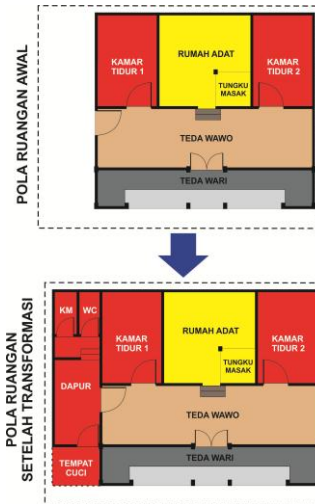 POLA RUANGAN AWAL
KAMAR
TIDUR 1
RUMAH ADAT
TUNGKU
MASAK
KAMAR
TIDUR 2
TEDA WAWO
TEDA WARI
POLA RUANGAN
SETELAH TRANSFORMASI
KM
WC
KAMAR
TIDUR 1
RUMAH ADAT
TUNGKU
MASAK
KAMAR
TIDUR 2
DAPUR
TEDA WAWO
TEMPAT
CUCI
TEDA WARI